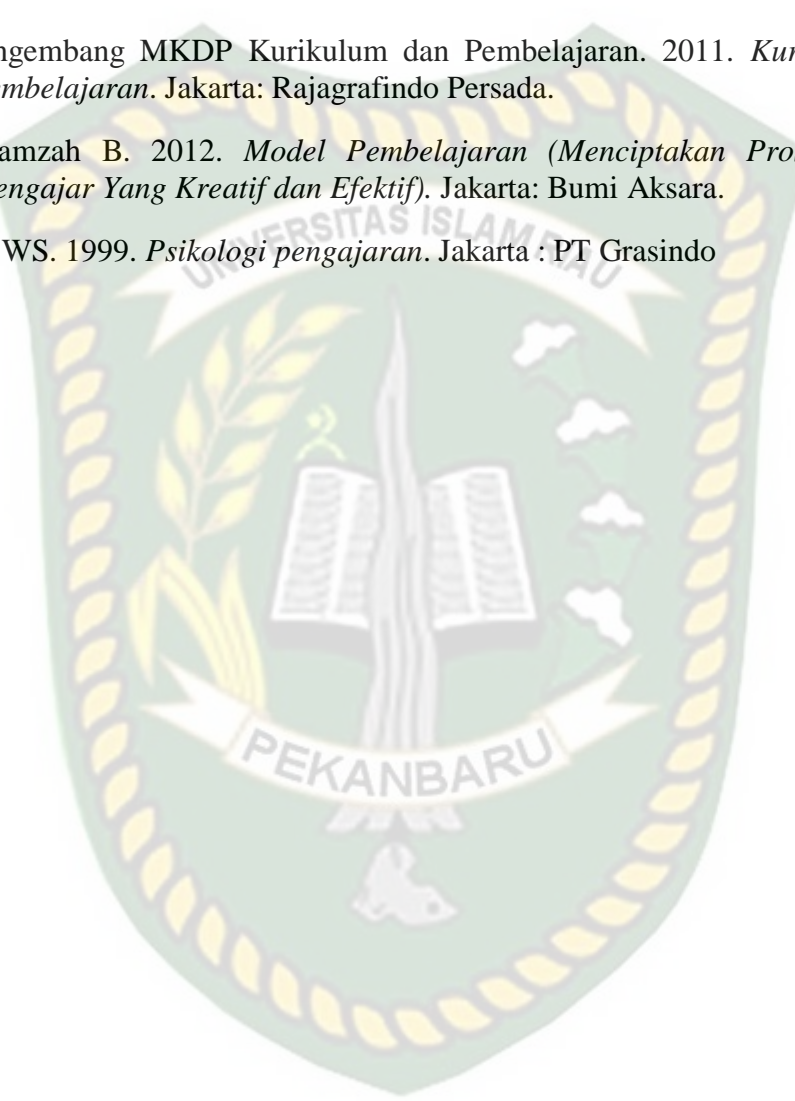 ngembang MKDP Kurikulum dan Pembelajaran. 2011. Kur
embelajaran. Jakarta: Rajagrafindo Persada.
amzah B. 2012. Model Pembelajaran (Menciptakan Pro
engajar Yang Kreatif dan Efektif). Jakarta: Bumi Aksara.
WS. 1999. Psikologi pengajaran. Jakarta : PT Grasindo
UNIVERSITAS ISLAM RIAU
PEKANBARU